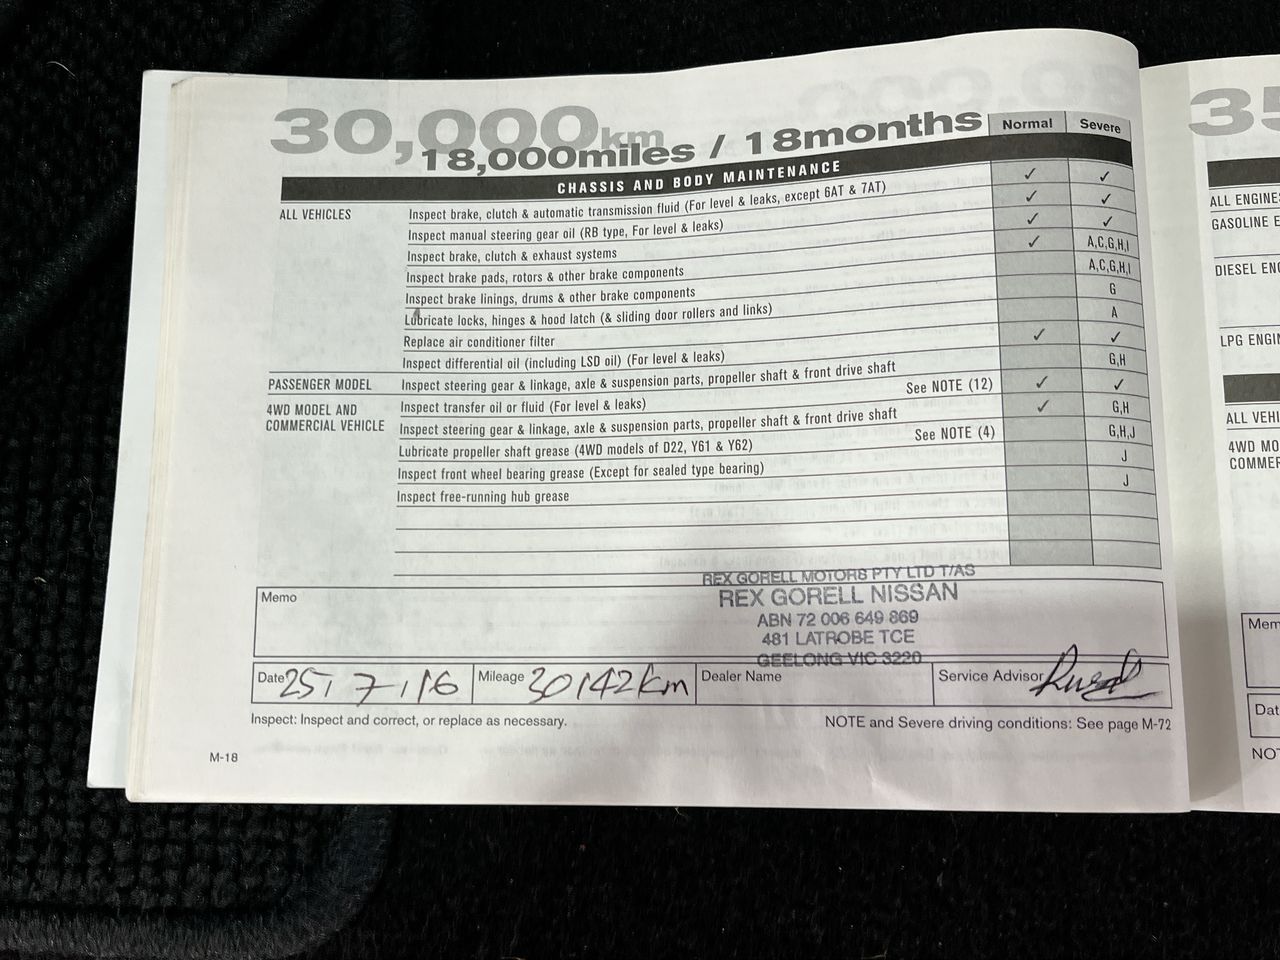 30,000km
18,000miles / 18months
Normal Severe
CHASSIS AND BODY MAINTENANCE
ALL VEHICLES Inspect brake, clutch & automatic transmission fluid (For level & leaks, except 6AT & 7AT) ✓ ✓
Inspect manual steering gear oil (RB type, For level & leaks) ✓ ✓
Inspect brake, clutch & exhaust systems ✓ ✓
Inspect brake pads, rotors & other brake components ✓ A,C,G,H,I
Inspect brake linings, drums & other brake components A,C,G,H,I
Lubricate locks, hinges & hood latch (& sliding door rollers and links) G
Replace air conditioner filter A
Inspect differential oil (including LSD oil) (For level & leaks) ✓ ✓
PASSENGER MODEL Inspect steering gear & linkage, axle & suspension parts, propeller shaft & front drive shaft G,H
See NOTE (12)
4WD MODEL AND COMMERCIAL VEHICLE Inspect transfer oil or fluid (For level & leaks) ✓ ✓
Inspect steering gear & linkage, axle & suspension parts, propeller shaft & front drive shaft ✓ G,H
Lubricate propeller shaft grease (4WD models of D22, Y61 & Y62) See NOTE (4) G,H,J
Inspect front wheel bearing grease (Except for sealed type bearing) J
Inspect free-running hub grease J
Memo
REX GORELL MOTORS PTY LTD T/AS
REX GORELL NISSAN
ABN 72 006 649 869
481 LATROBE TCE
GEELONG VIC 3220
Date 25/7/16 Mileage 30142km Dealer Name Service Advisor
Inspect: Inspect and correct, or replace as necessary. NOTE and Severe driving conditions: See page M-72
M-18
35
ALL ENGINES
GASOLINE E
DIESEL ENG
LPG ENGIN
ALL VEHI
4WD MO
COMMER
Mem
Dat
NO